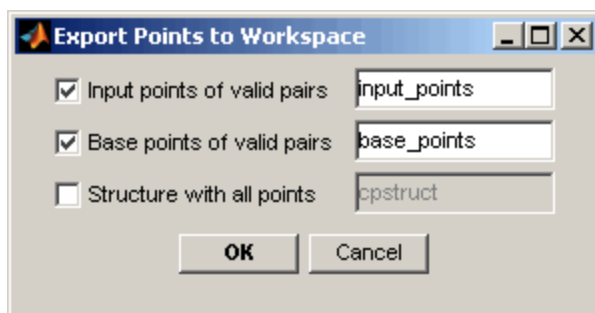 Export Points to Workspace
Input points of valid pairs input_points
Base points of valid pairs base_points
Structure with all points cpstruct
OK Cancel